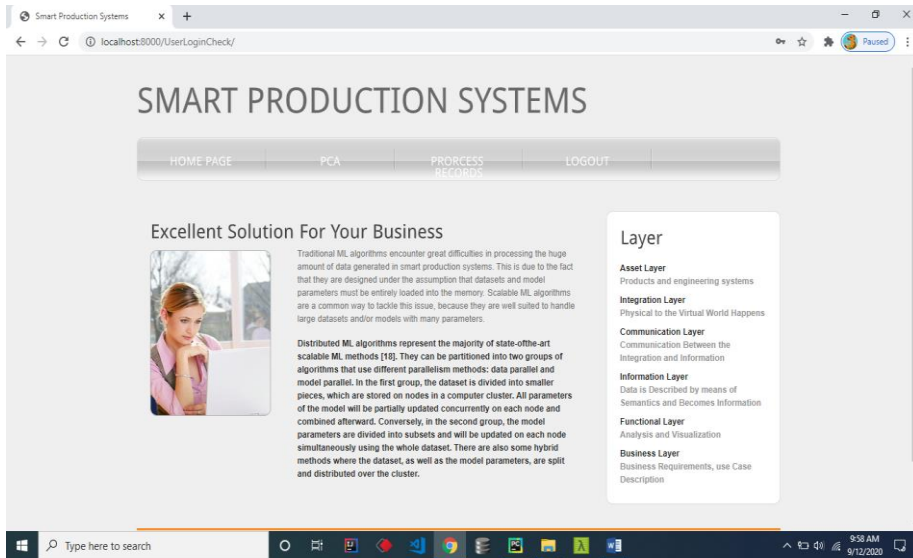 Smart Production Systems
localhost:8000/UserLoginCheck/
Paused
SMART PRODUCTION SYSTEMS
HOME PAGE
PCA
PRORCESS
RECORDS
LOGOUT
Excellent Solution For Your Business
Traditional ML algorithms encounter great difficulties in processing the huge
amount of data generated in smart production systems. This is due to the fact
that they are designed under the assumption that datasets and model
parameters must be entirely loaded into the memory. Scalable ML algorithms
are a common way to tackle this issue, because they are well suited to handle
large datasets and/or models with many parameters.
Distributed ML algorithms represent the majority of state-ofthe-art
scalable ML methods [18]. They can be partitioned into two groups of
algorithms that use different parallelism methods: data parallel and
model parallel. In the first group, the dataset is divided into smaller
pieces, which are stored on nodes in a computer cluster. All parameters
of the model will be partially updated concurrently on each node and
combined afterward. Conversely, in the second group, the model
parameters are divided into subsets and will be updated on each node
simultaneously using the whole dataset. There are also some hybrid
methods where the dataset, as well as the model parameters, are split
and distributed over the cluster.
Layer
Asset Layer
Products and engineering systems
Integration Layer
Physical to the Virtual World Happens
Communication Layer
Communication Between the
Integration and Information
Information Layer
Data is Described by means of
Semantics and Becomes Information
Functional Layer
Analysis and Visualization
Business Layer
Business Requirements, use Case
Description
Type here to search
9:58 AM
9/12/2020